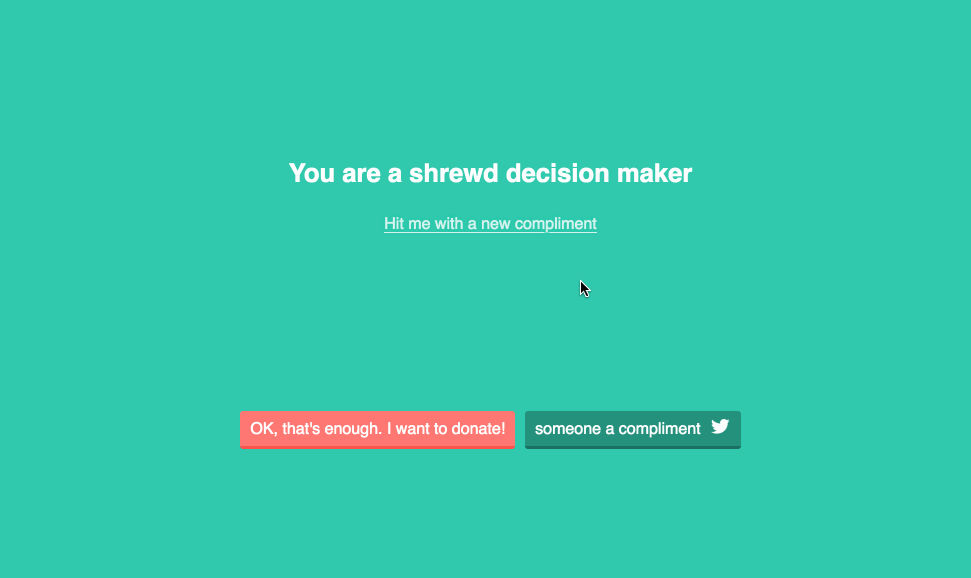 You are a shrewd decision maker
Hit me with a new compliment
OK, that's enough. I want to donate!
someone a compliment